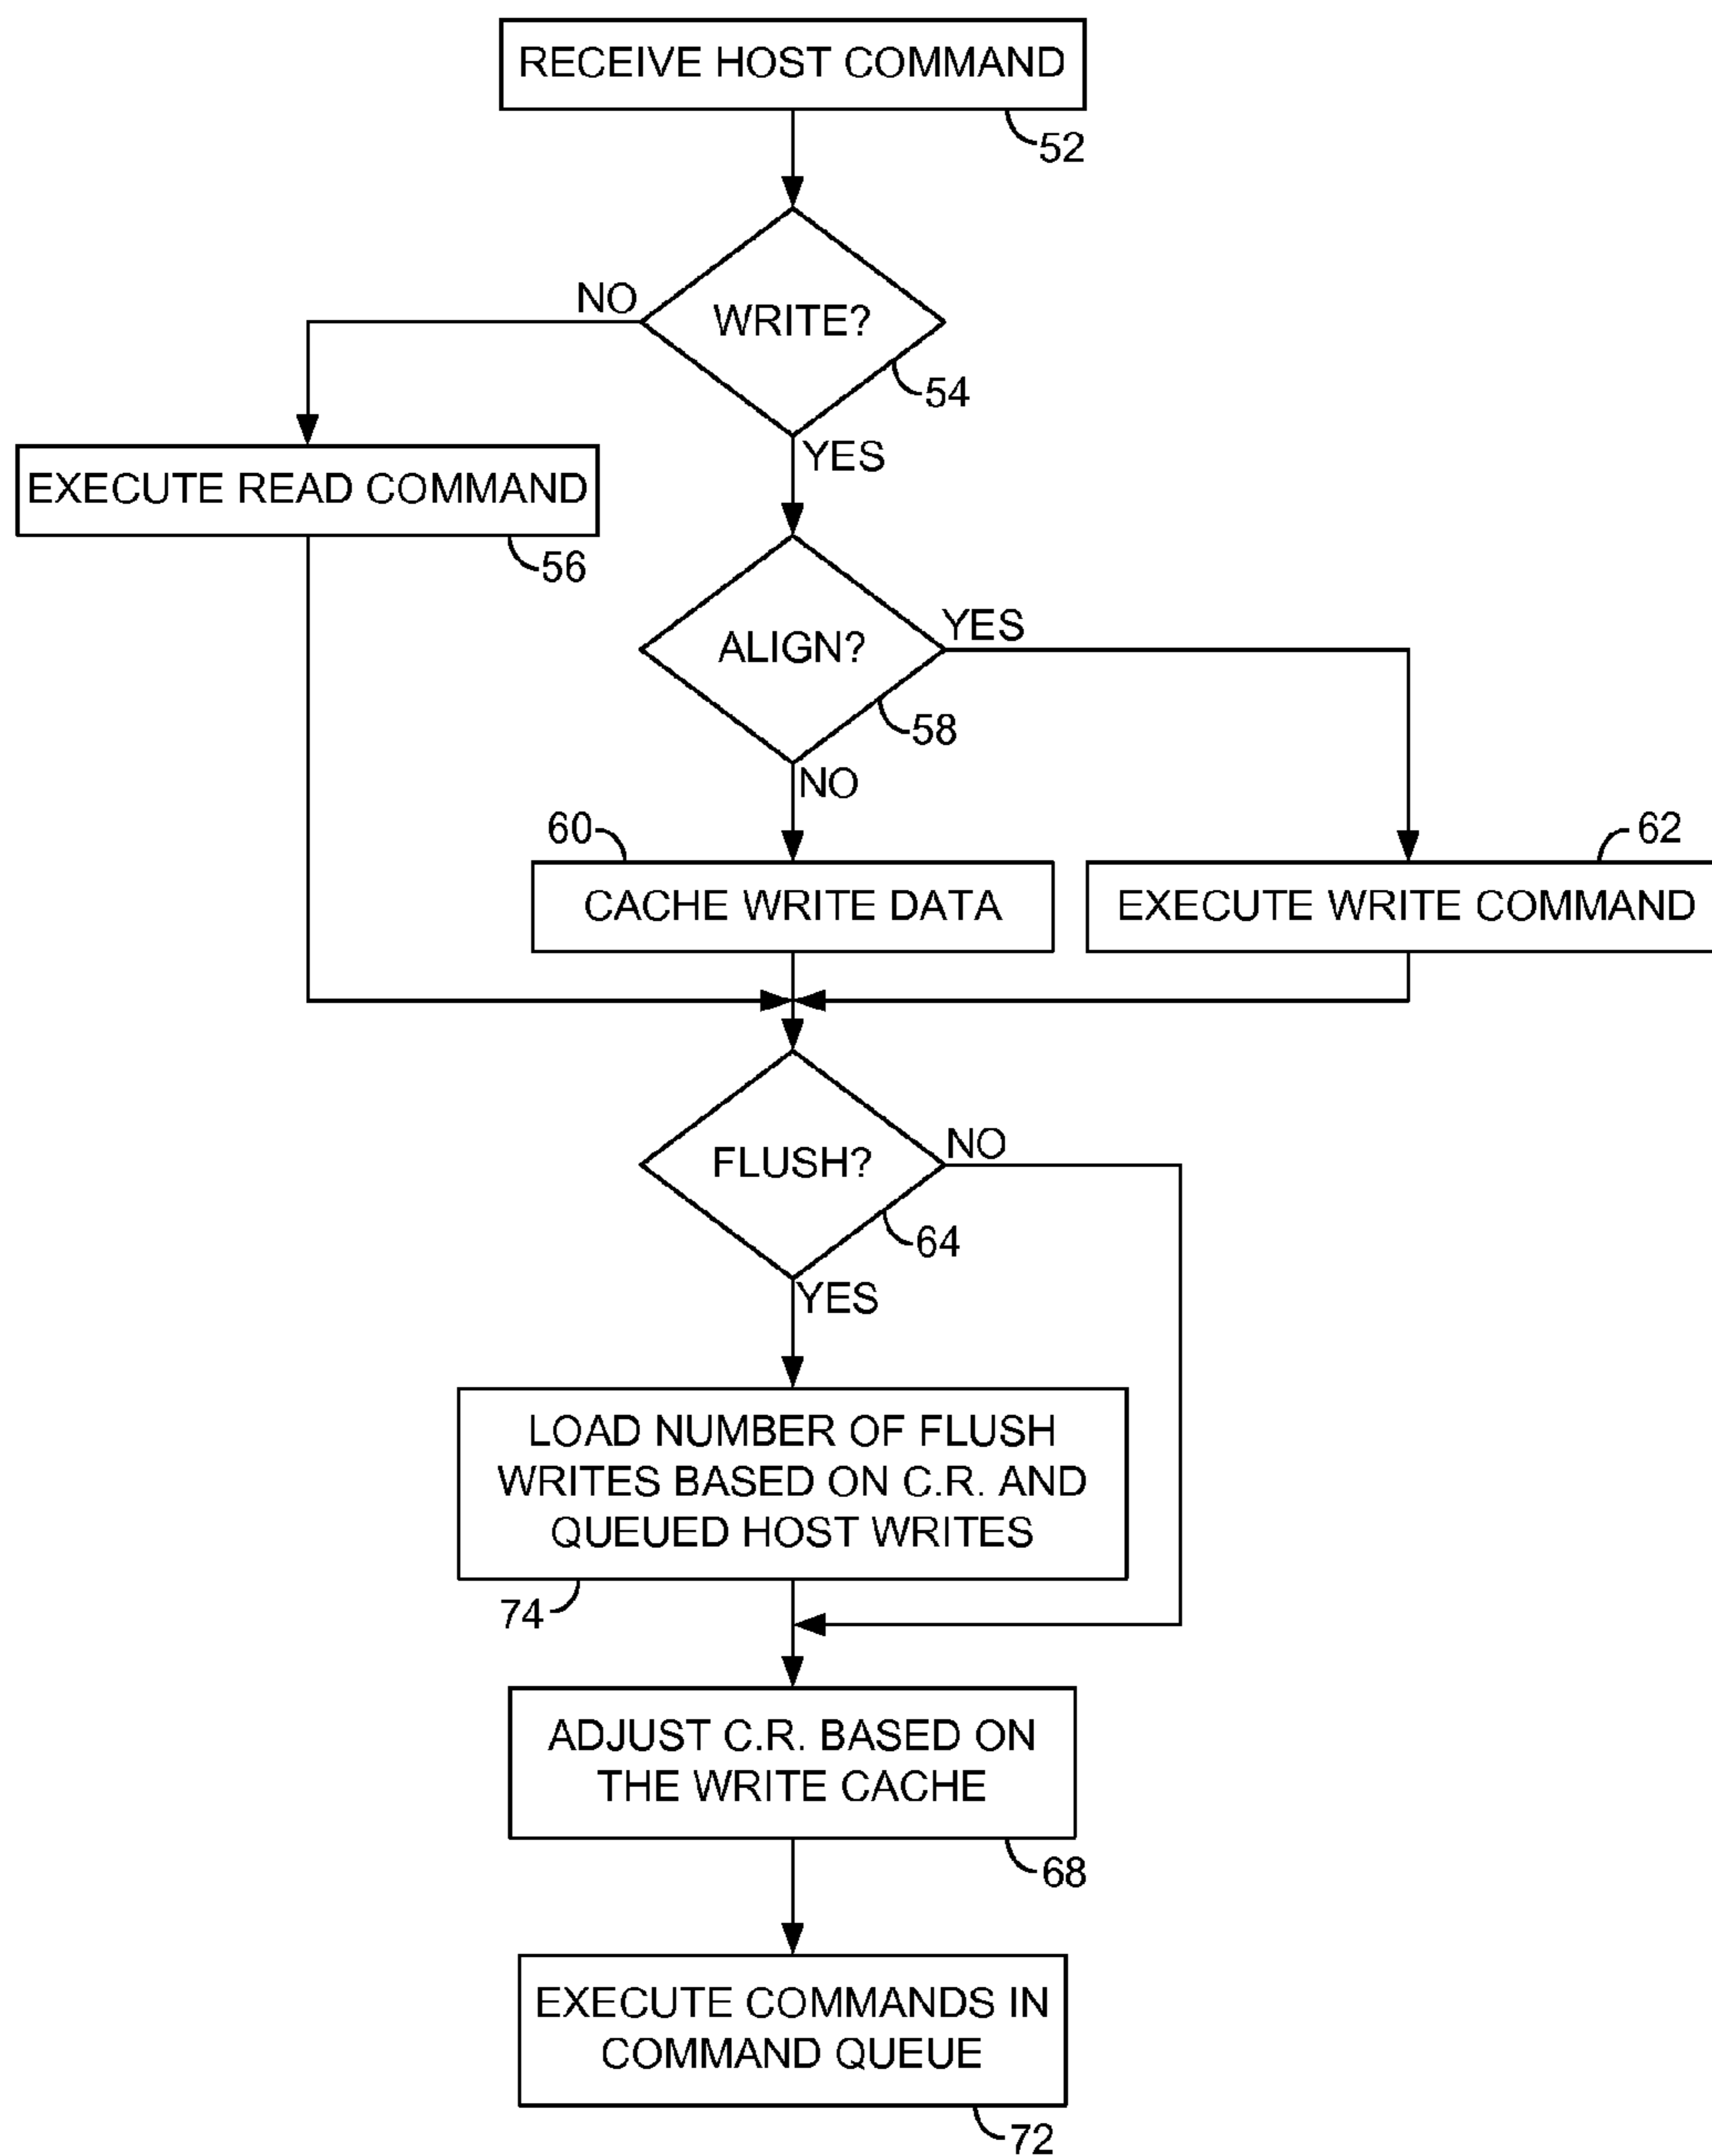 RECEIVE HOST COMMAND
52
NO
WRITE?
54
YES
EXECUTE READ COMMAND
56
ALIGN?
YES
58
NO
60
62
CACHE WRITE DATA
EXECUTE WRITE COMMAND
FLUSH?
NO
64
YES
LOAD NUMBER OF FLUSH
WRITES BASED ON C.R. AND
QUEUED HOST WRITES
74
ADJUST C.R. BASED ON
THE WRITE CACHE
68
EXECUTE COMMANDS IN
COMMAND QUEUE
72